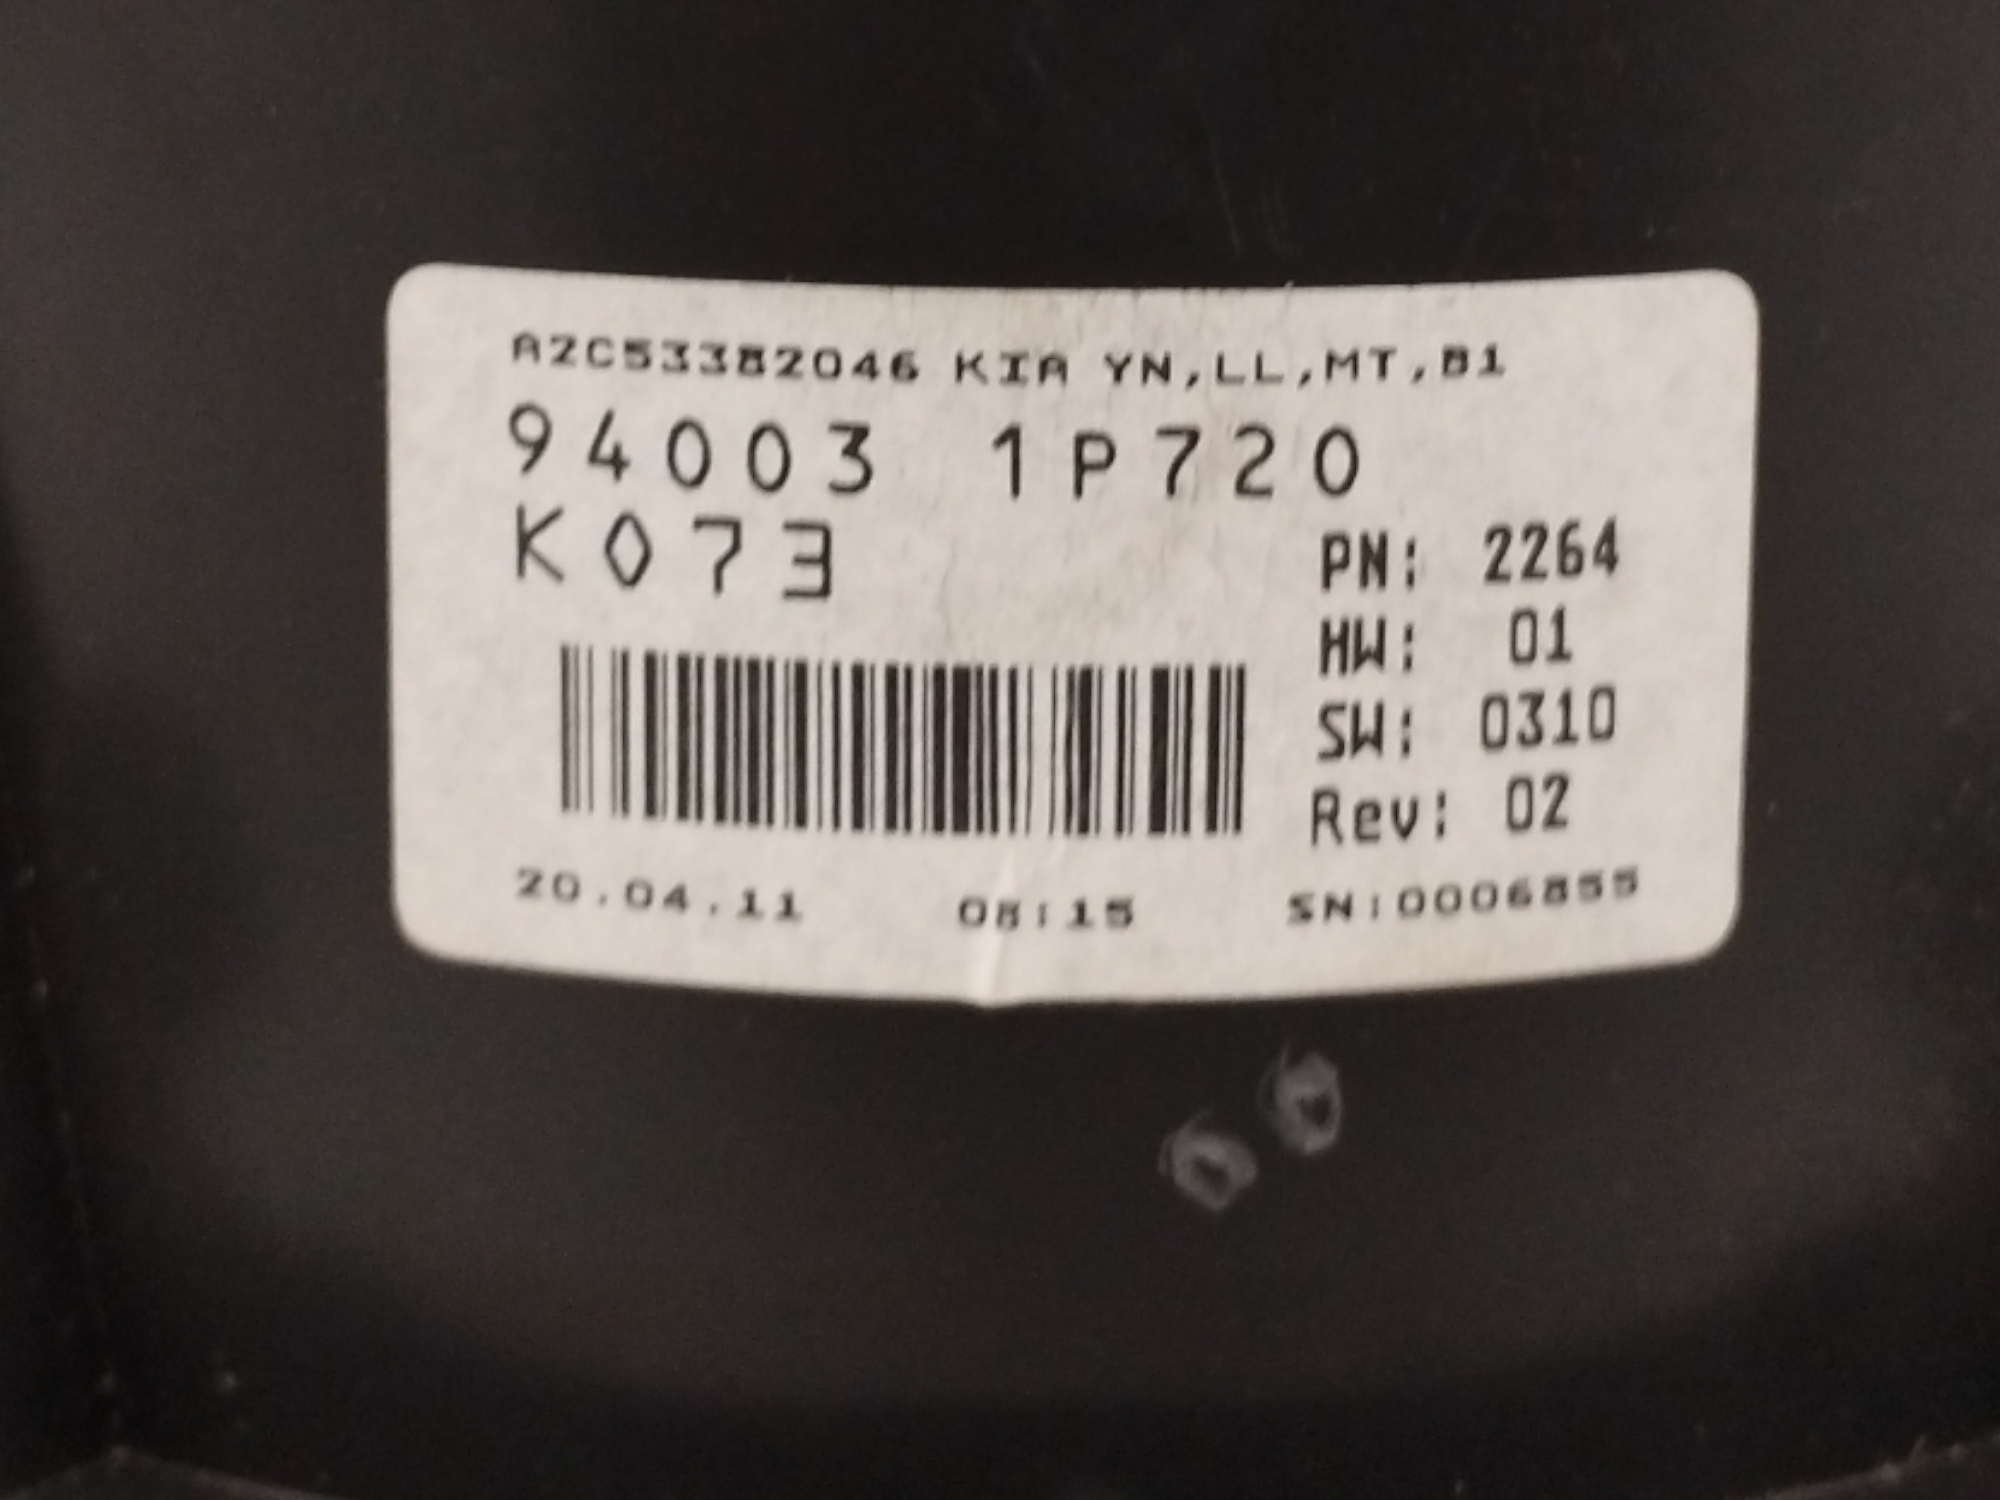 A2C53382046 KIA YN,LL,MT,B1
94003 1P720
K073
PN: 2264
HW: 01
SW: 0310
Rev: 02
20.04.11 08:15 SN:0006855